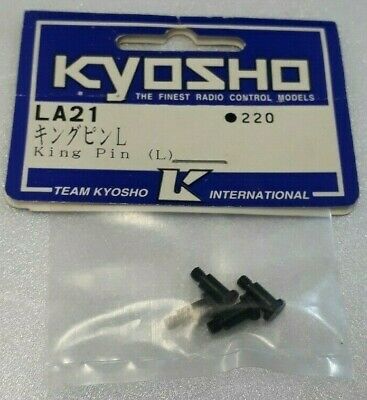 KYOSHO
THE FINEST RADIO CONTROL MODELS
LA21 ●220
キングピンL
King Pin (L)
TEAM KYOSHO K INTERNATIONAL